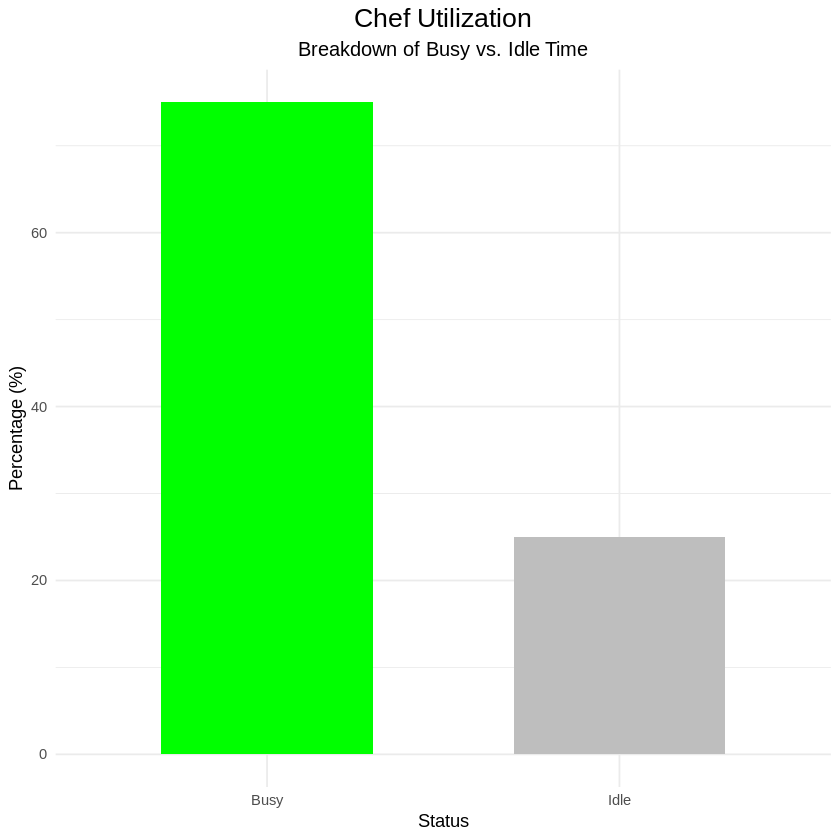 Chef Utilization
Breakdown of Busy vs. Idle Time
Percentage (%)
60
40
20
0
Busy
Idle
Status